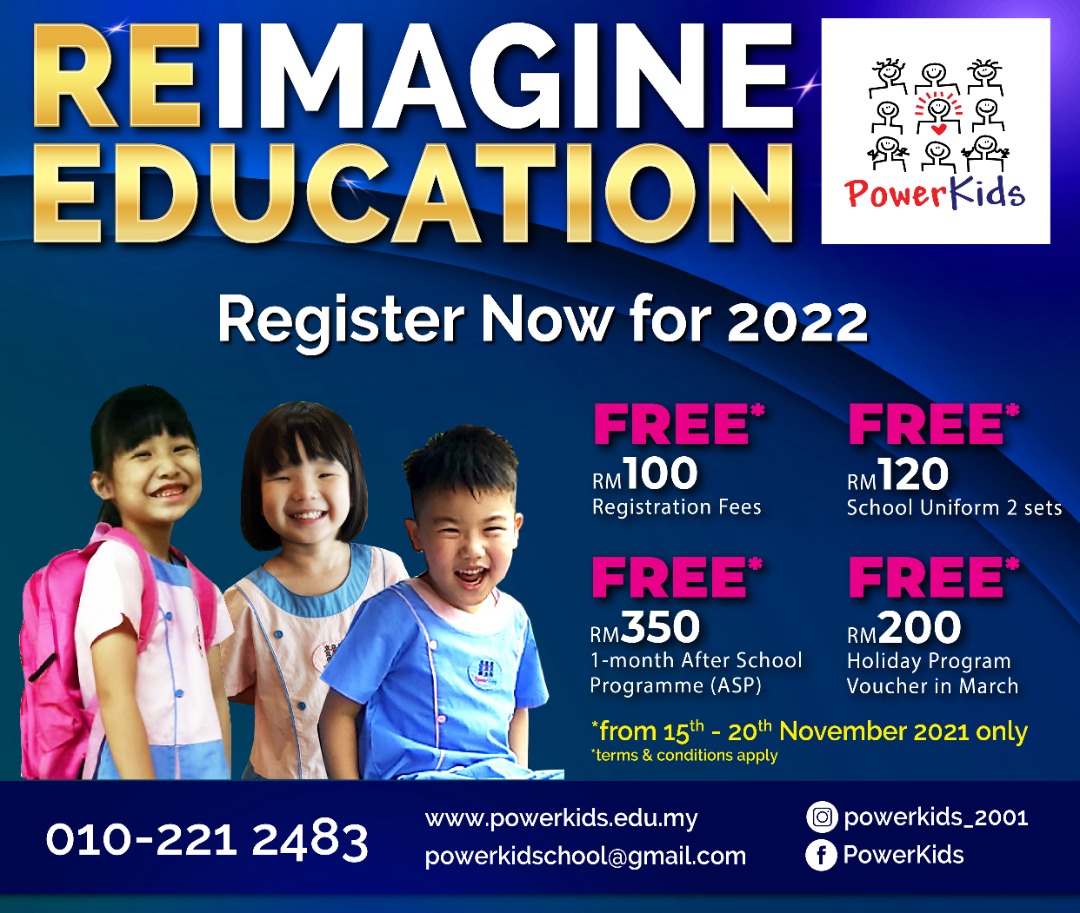 REIMAGINE
EDUCATION
PowerKids
Register Now for 2022
FREE*
RM100
Registration Fees
FREE*
RM120
School Uniform 2 sets
FREE*
RM350
1-month After School
Programme (ASP)
FREE*
RM200
Holiday Program
Voucher in March
*from 15th - 20th November 2021 only
*terms & conditions apply
010-221 2483
www.powerkids.edu.my
powerkidschool@gmail.com
powerkids_2001
PowerKids